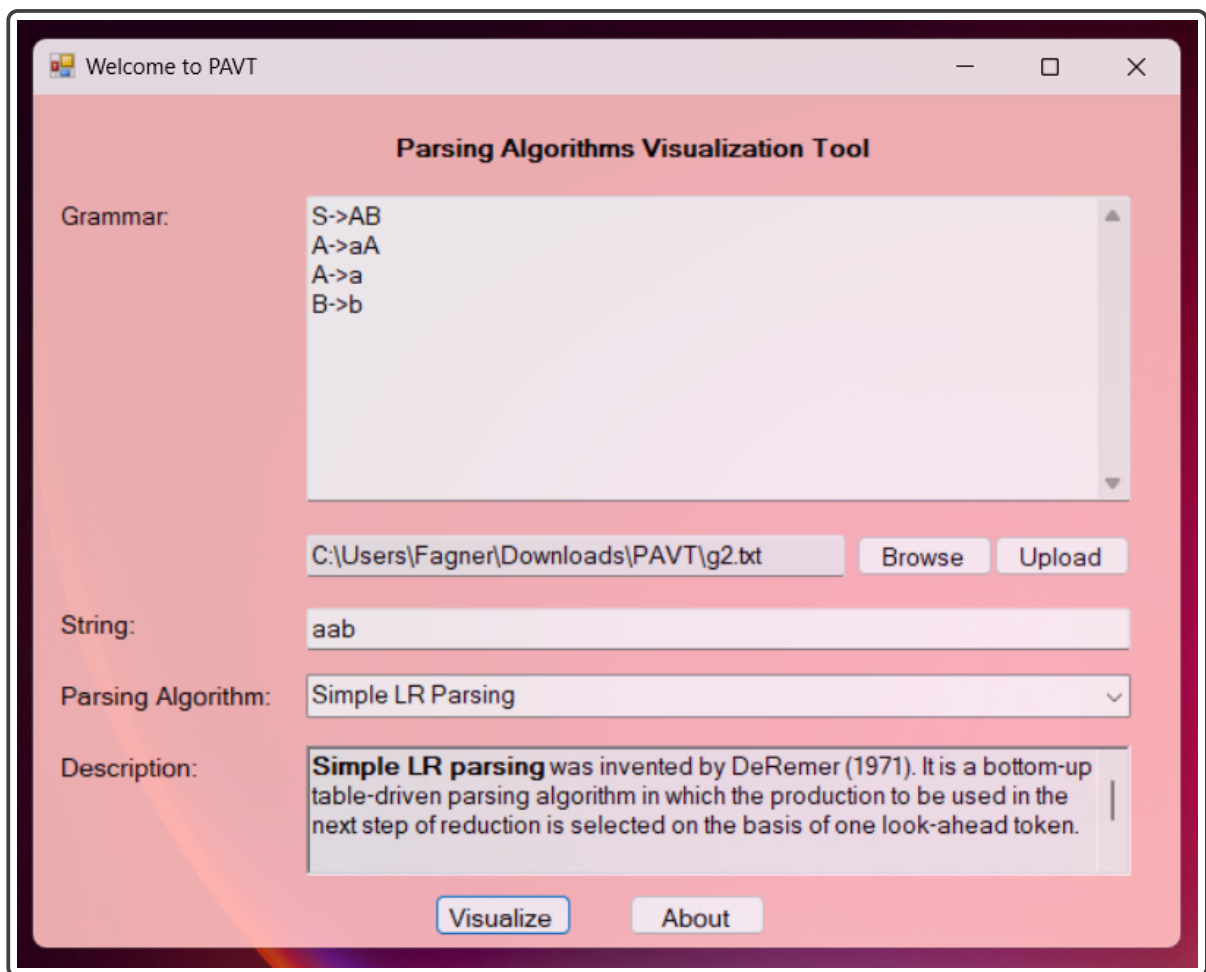 Welcome to PAVT
Parsing Algorithms Visualization Tool
Grammar:
S->AB
A->aA
A->a
B->b
C:\Users\Fagner\Downloads\PAVT\g2.txt
Browse
Upload
String:
aab
Parsing Algorithm:
Simple LR Parsing
Description:
Simple LR parsing was invented by DeRemer (1971). It is a bottom-up
table-driven parsing algorithm in which the production to be used in the
next step of reduction is selected on the basis of one look-ahead token.
Visualize
About